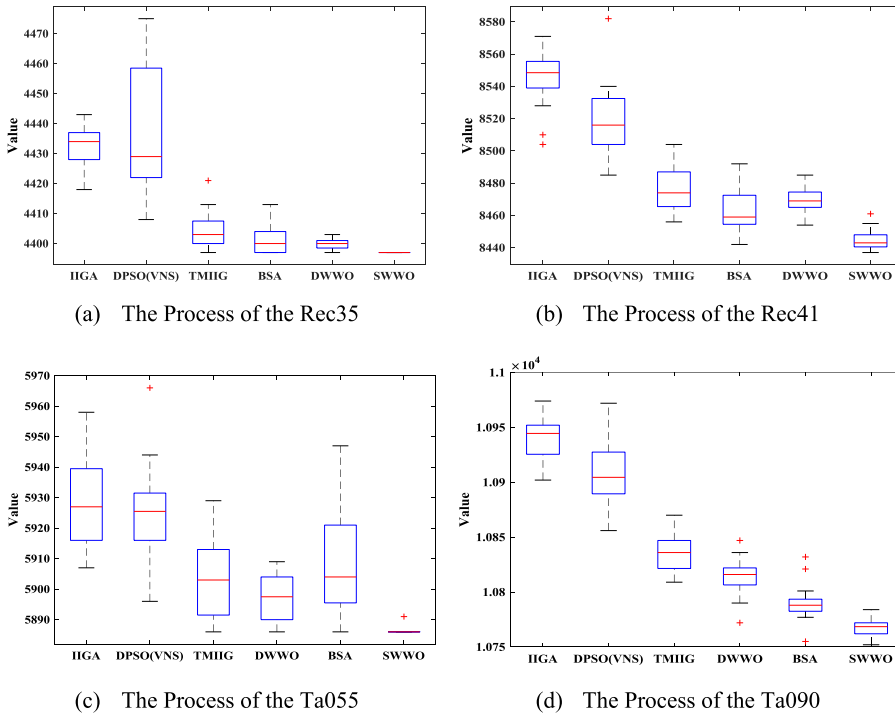 4470
4460
4450
4440
4430
4420
4410
4400
Value
IIGA DPSO(VNS) TMIIG BSA DWWO SWWO
(a) The Process of the Rec35
8560
8540
8520
8500
8480
8460
8440
Value
IIGA DPSO(VNS) TMIIG BSA DWWO SWWO
(b) The Process of the Rec41
5970
5960
5950
5940
5930
5920
5910
5900
5890
Value
IIGA DPSO(VNS) TMIIG DWWO BSA SWWO
(c) The Process of the Ta055
×10⁴
1.1
1.095
1.09
1.085
1.08
1.075
Value
IIGA DPSO(VNS) TMIIG DWWO BSA SWWO
(d) The Process of the Ta090